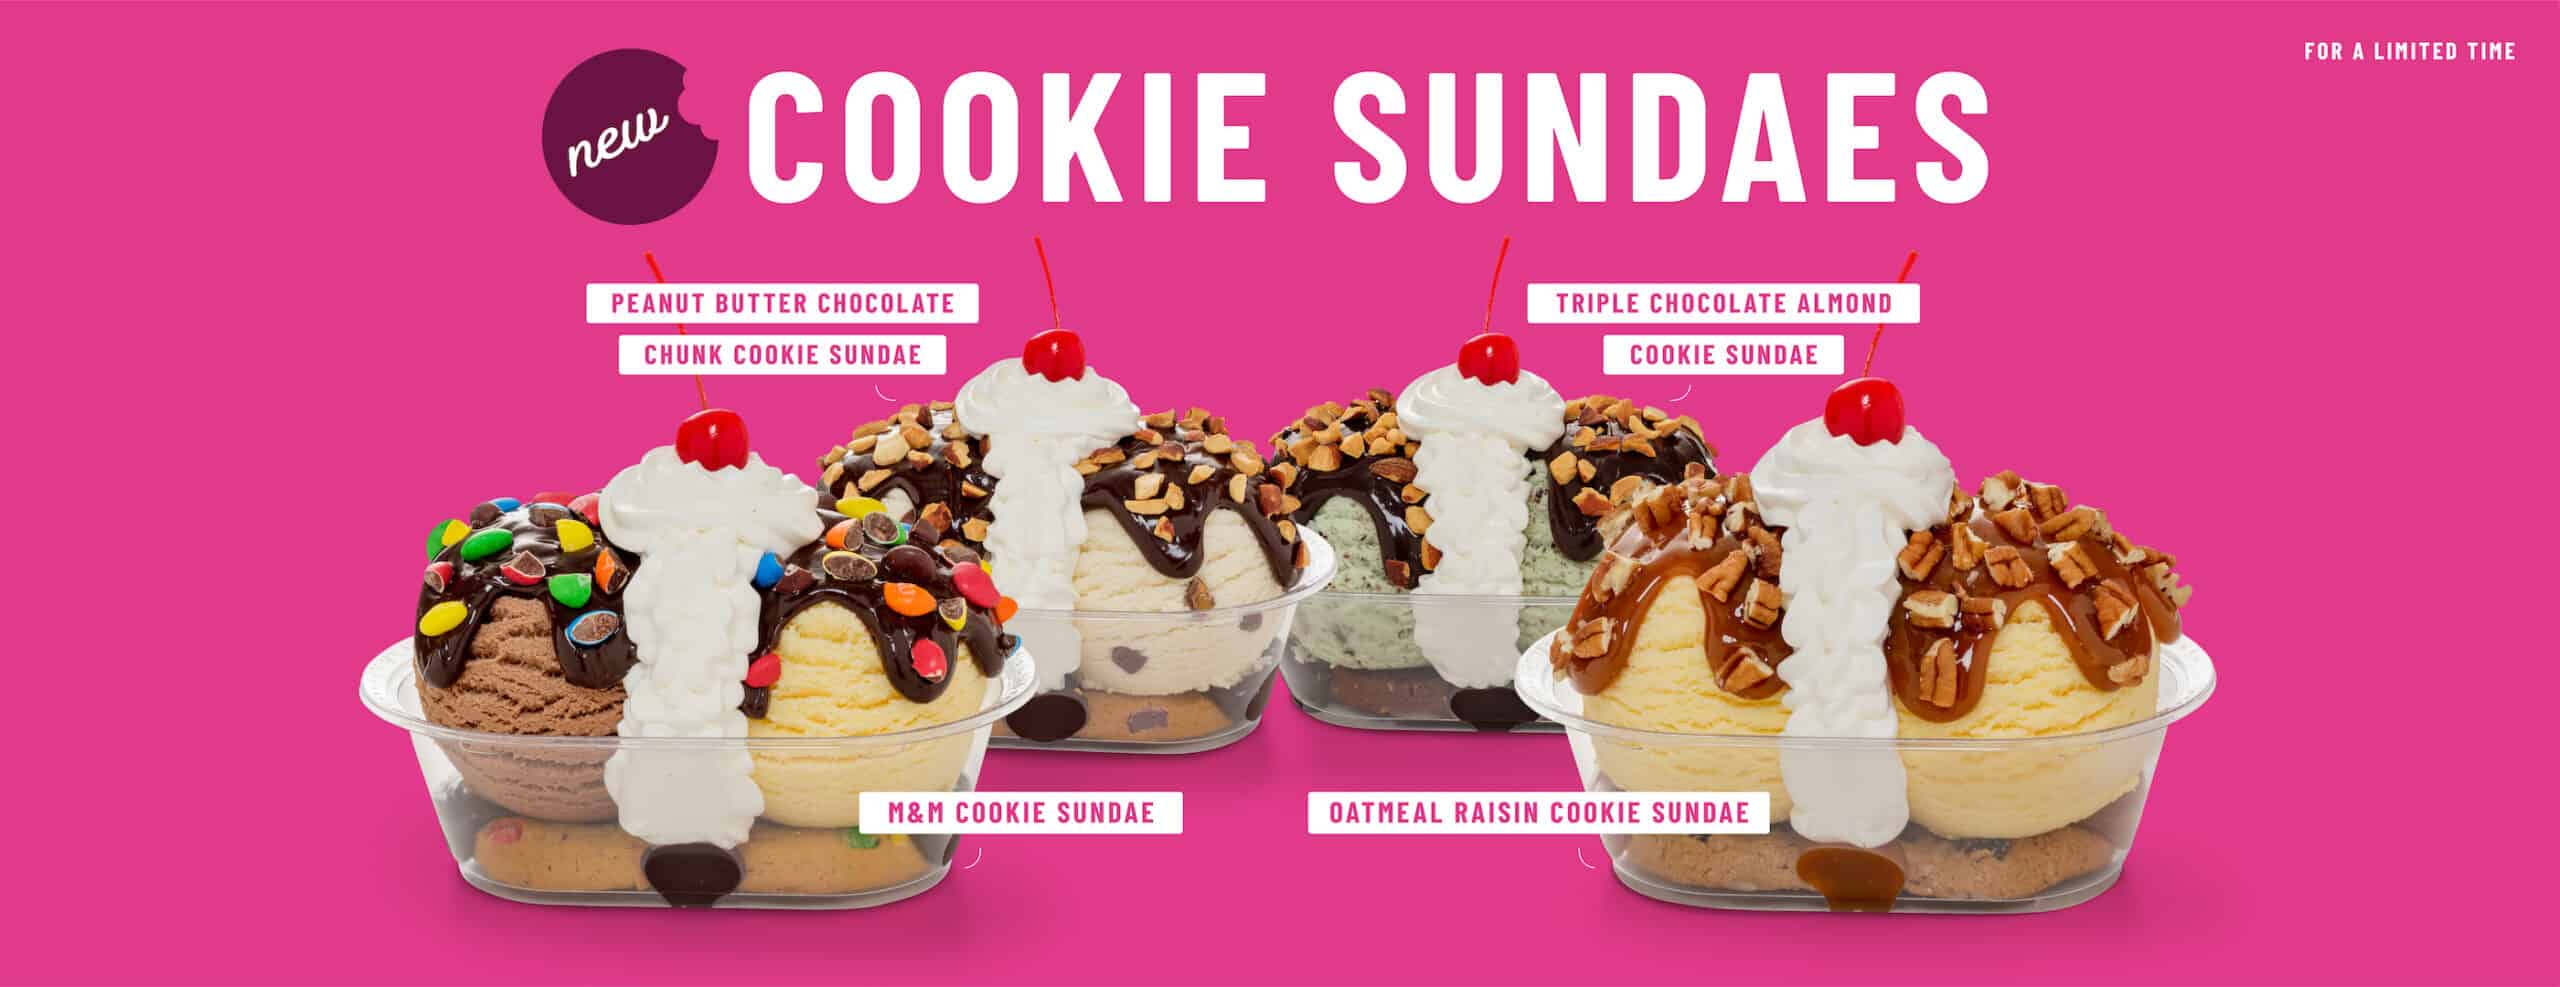 new
COOKIE SUNDAES
FOR A LIMITED TIME
PEANUT BUTTER CHOCOLATE
CHUNK COOKIE SUNDAE
TRIPLE CHOCOLATE ALMOND
COOKIE SUNDAE
M&M COOKIE SUNDAE
OATMEAL RAISIN COOKIE SUNDAE